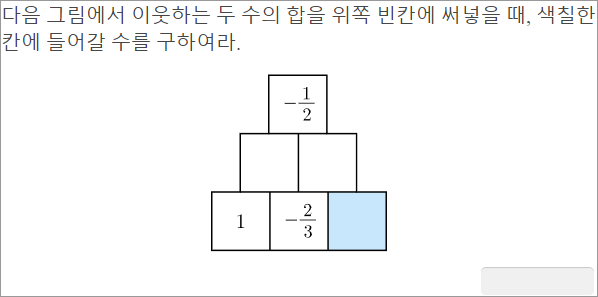 다음 그림에서 이웃하는 두 수의 합을 위쪽 빈칸에 써넣을 때, 색칠한
칸에 들어갈 수를 구하여라.
−1/2
1 −2/3